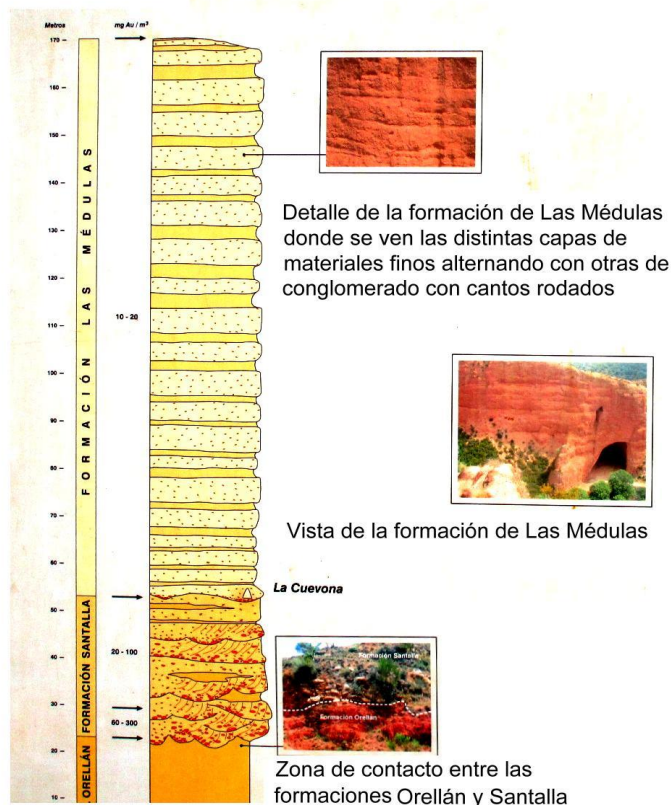 Metros
mg Au / m³
170
160
150
140
130
120
110
100
90
80
70
60
50
40
30
20
10
FORMACIÓN LAS MÉDULAS
FORMACIÓN SANTALLA
ORELLÁN
10 - 20
20 - 100
60 - 300
Detalle de la formación de Las Médulas
donde se ven las distintas capas de
materiales finos alternando con otras de
conglomerado con cantos rodados
Vista de la formación de Las Médulas
La Cuevona
Formación Santalla
Formación Orellán
Zona de contacto entre las
formaciones Orellán y Santalla